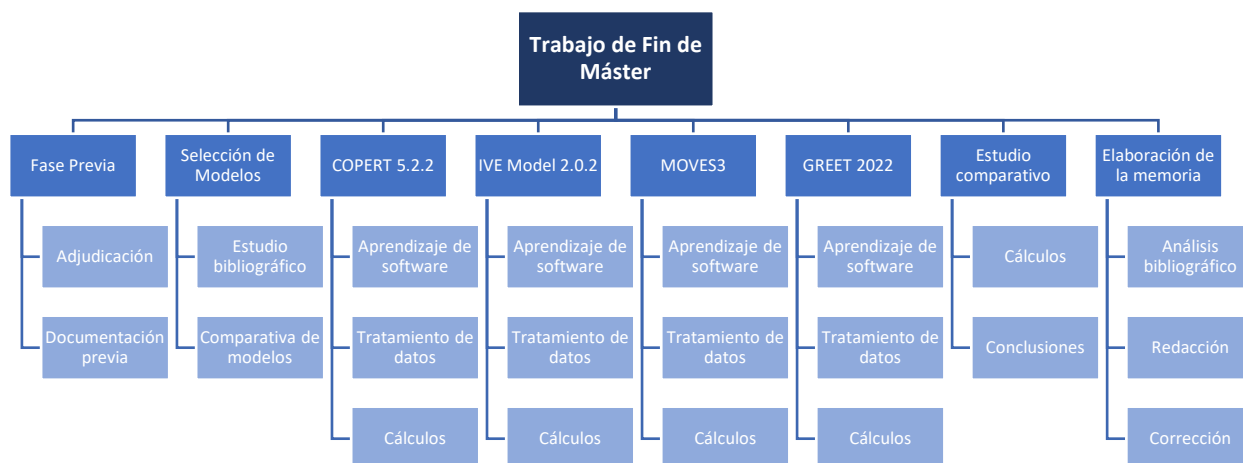 Trabajo de Fin de
Máster
Fase Previa
Selección de
Modelos
COPERT 5.2.2
IVE Model 2.0.2
MOVES3
GREET 2022
Estudio
comparativo
Elaboración de
la memoria
Adjudicación
Estudio
bibliográfico
Aprendizaje de
software
Aprendizaje de
software
Aprendizaje de
software
Aprendizaje de
software
Cálculos
Análisis
bibliográfico
Documentación
previa
Comparativa de
modelos
Tratamiento de
datos
Tratamiento de
datos
Tratamiento de
datos
Tratamiento de
datos
Conclusiones
Redacción
Cálculos
Cálculos
Cálculos
Cálculos
Corrección